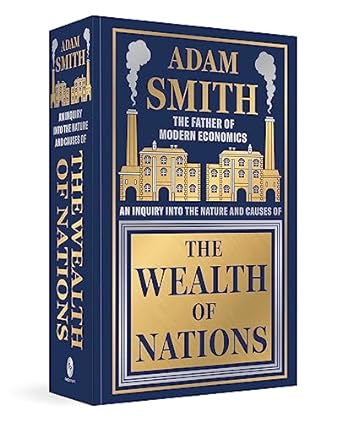 ADAM
SMITH
THE FATHER OF
MODERN ECONOMICS
AN INQUIRY INTO THE NATURE AND CAUSES OF
THE
WEALTH
OF
NATIONS
ADAM
SMITH
AN INQUIRY
INTO THE NATURE
AND CAUSES OF
THE WEALTH
OF NATIONS